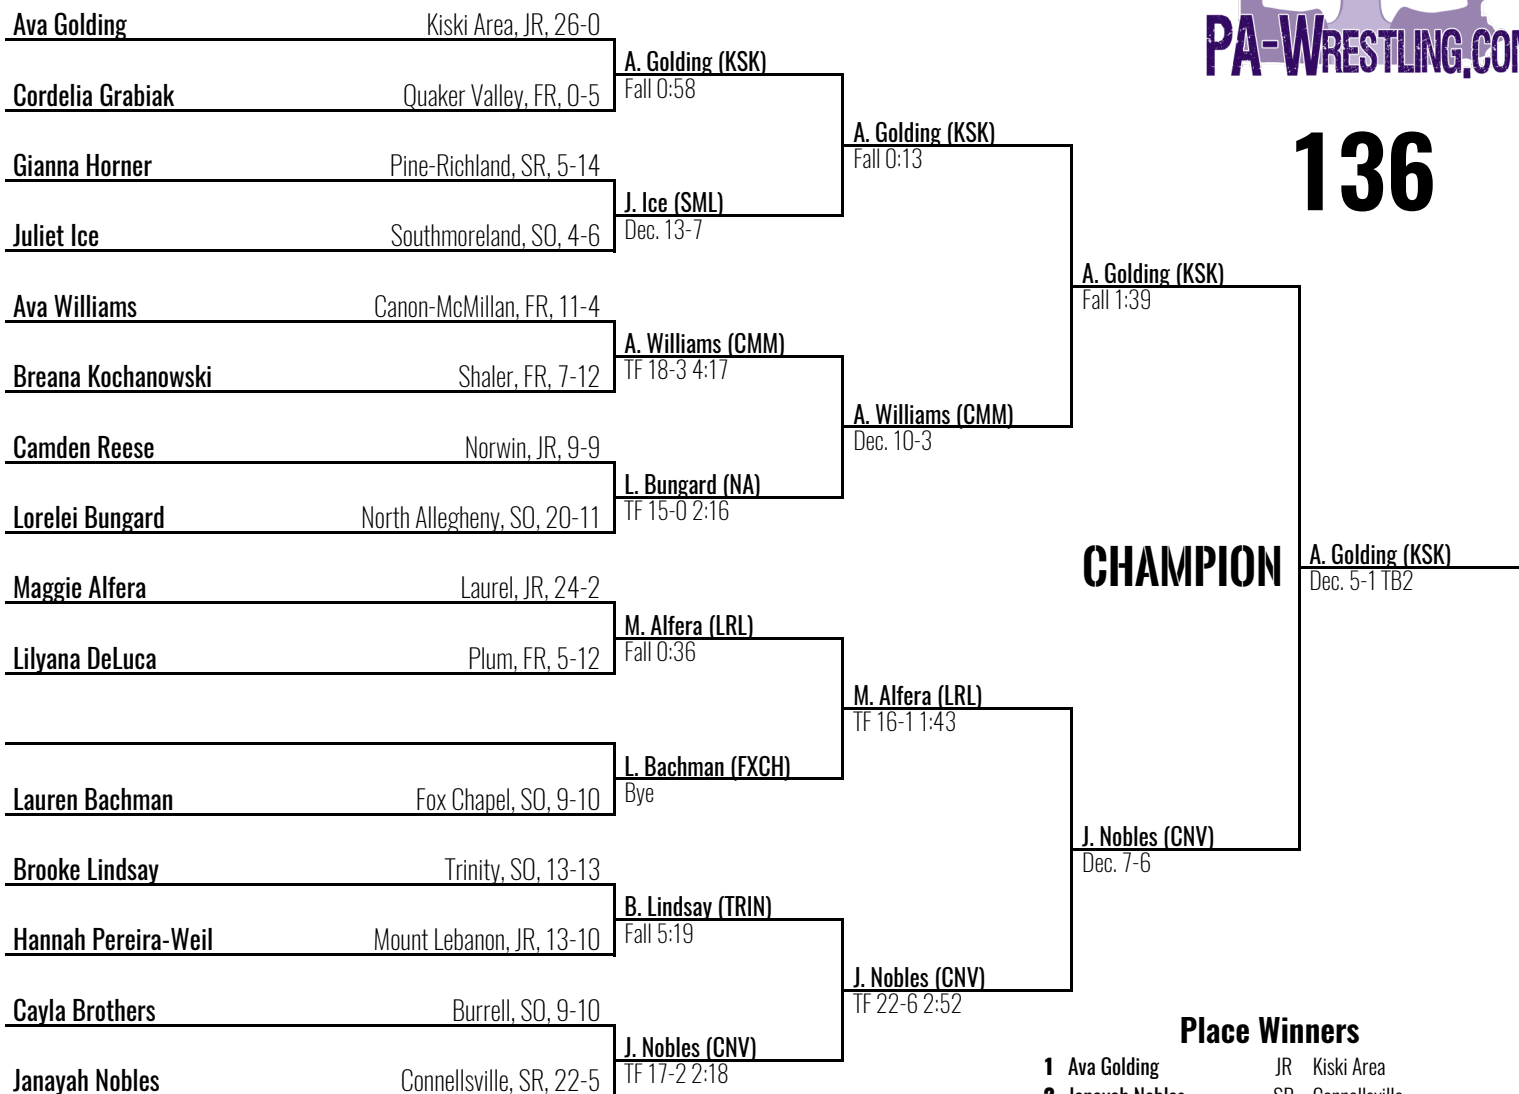 Ava Golding Kiski Area, JR, 26-0
A. Golding (KSK)
Fall 0:58
Cordelia Grabiak Quaker Valley, FR, 0-5
PA-WRESTLING.CO
A. Golding (KSK)
Fall 0:13
136
Gianna Horner Pine-Richland, SR, 5-14
J. Ice (SML)
Dec. 13-7
Juliet Ice Southmoreland, SO, 4-6
A. Golding (KSK)
Fall 1:39
Ava Williams Canon-McMillan, FR, 11-4
A. Williams (CMM)
TF 18-3 4:17
Breana Kochanowski Shaler, FR, 7-12
A. Williams (CMM)
Dec. 10-3
Camden Reese Norwin, JR, 9-9
L. Bungard (NA)
TF 15-0 2:16
Lorelei Bungard North Allegheny, SO, 20-11
CHAMPION
A. Golding (KSK)
Dec. 5-1 TB2
Maggie Alfera Laurel, JR, 24-2
M. Alfera (LRL)
Fall 0:36
Lilyana DeLuca Plum, FR, 5-12
M. Alfera (LRL)
TF 16-1 1:43
L. Bachman (FXCH)
Bye
Lauren Bachman Fox Chapel, SO, 9-10
J. Nobles (CNV)
Dec. 7-6
Brooke Lindsay Trinity, SO, 13-13
B. Lindsay (TRIN)
Fall 5:19
Hannah Pereira-Weil Mount Lebanon, JR, 13-10
J. Nobles (CNV)
TF 22-6 2:52
Cayla Brothers Burrell, SO, 9-10
J. Nobles (CNV)
TF 17-2 2:18
Janayah Nobles Connellsville, SR, 22-5
Place Winners
1 Ava Golding JR Kiski Area
2 Janayah Nobles SR Connellsville